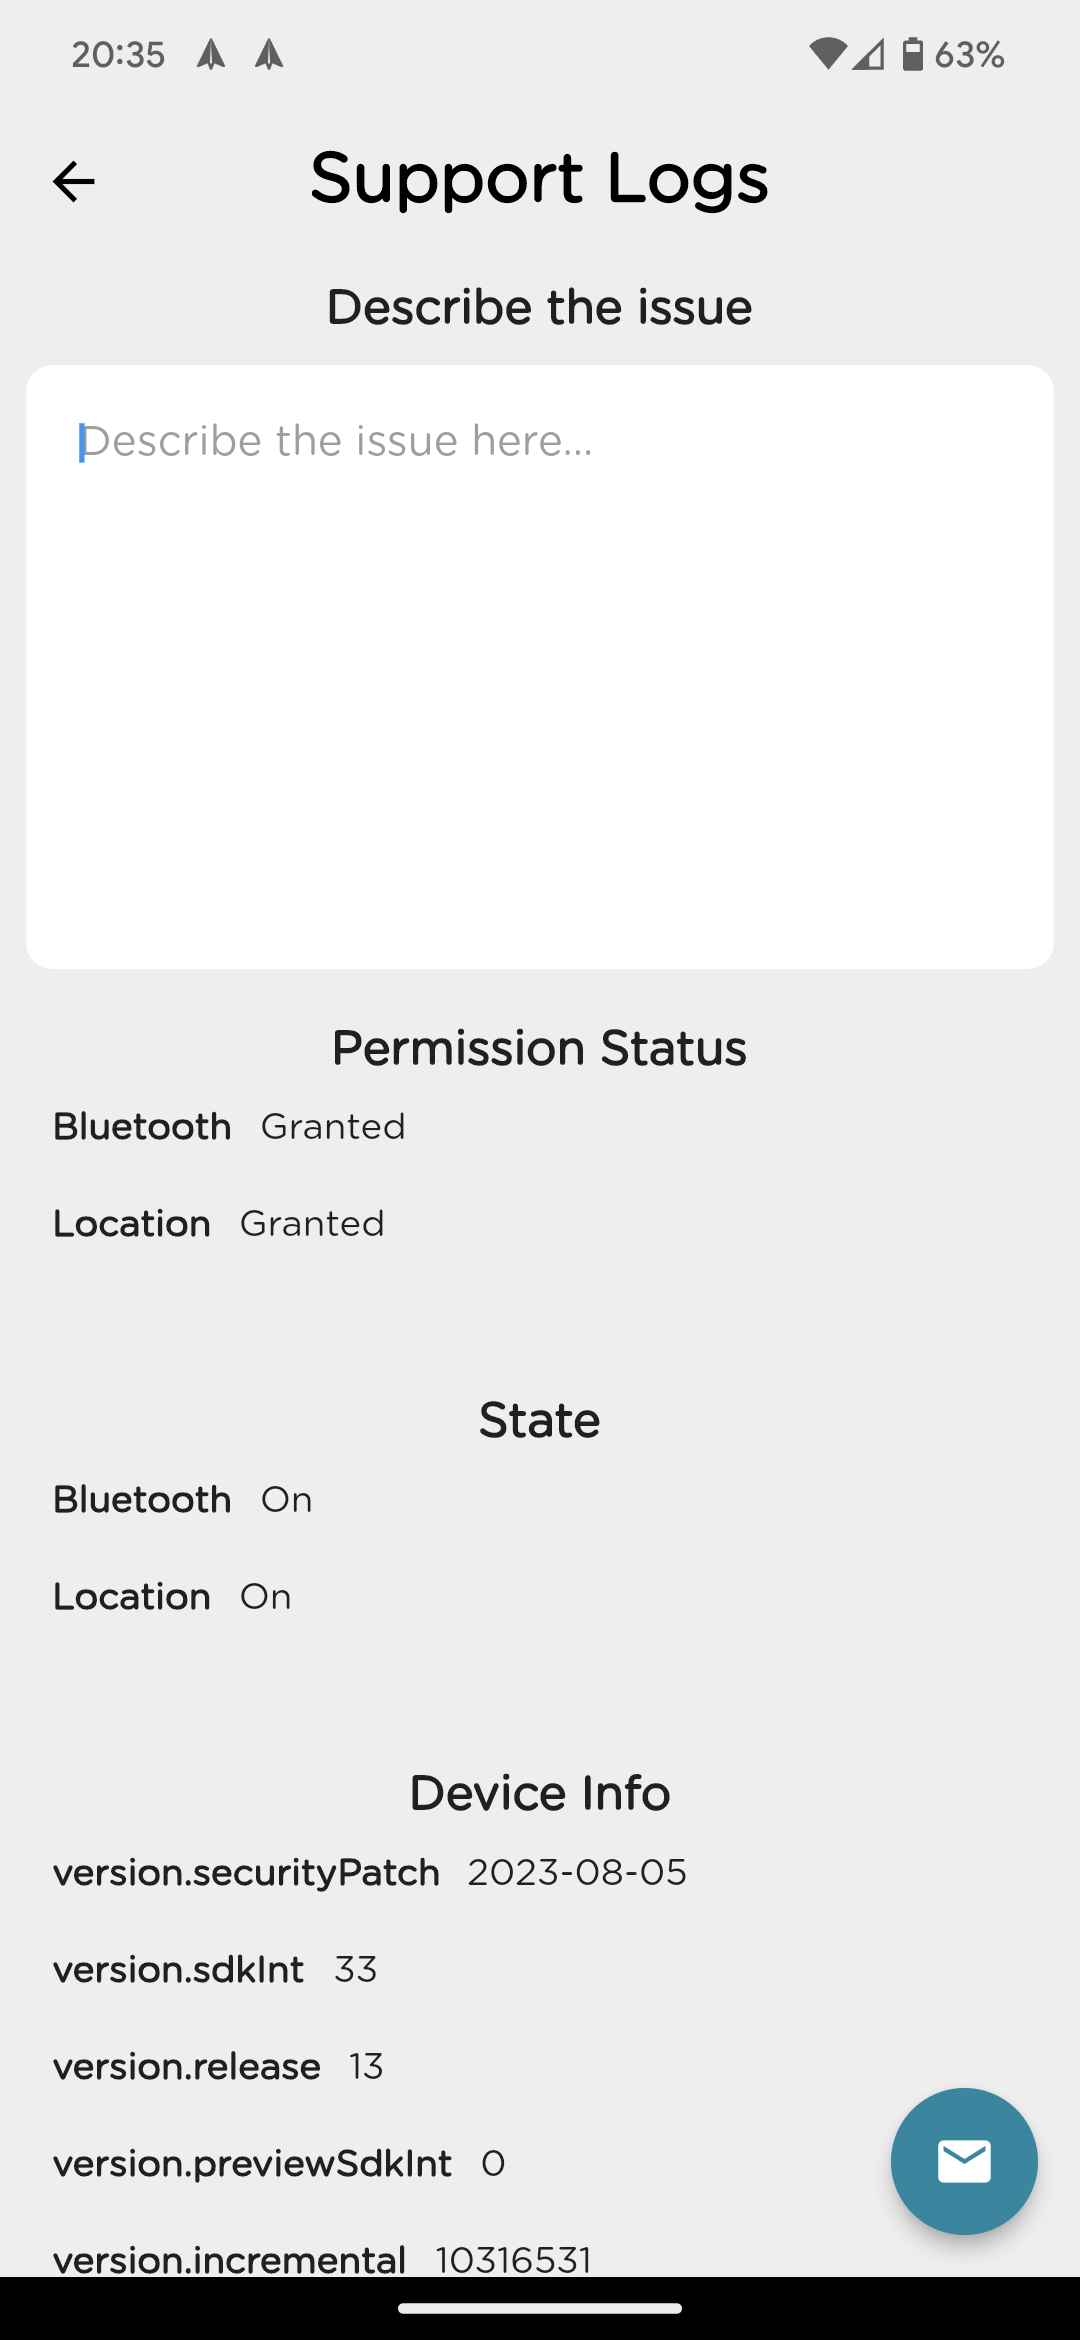 20:35 63%
Support Logs
Describe the issue
Describe the issue here...
Permission Status
Bluetooth Granted
Location Granted
State
Bluetooth On
Location On
Device Info
version.securityPatch 2023-08-05
version.sdkInt 33
version.release 13
version.previewSdkInt 0
version.incremental 10316531